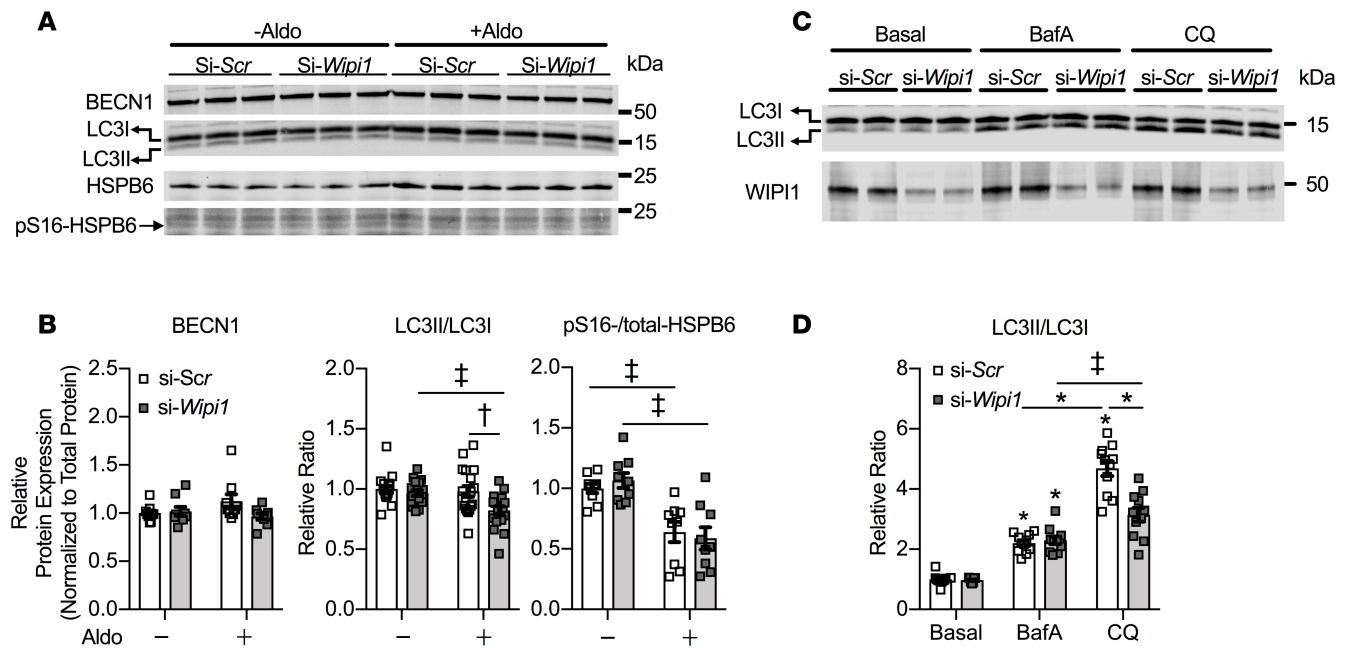 A
-Aldo +Aldo
Si-Scr Si-Wipi1 Si-Scr Si-Wipi1 kDa
BECN1
50
LC3I
15
LC3II
25
HSPB6
25
pS16-HSPB6
C
Basal BafA CQ
si-Scr si-Wipi1 si-Scr si-Wipi1 si-Scr si-Wipi1 kDa
LC3I
15
LC3II
WIPI1
50
B
BECN1
Relative
Protein Expression
(Normalized to Total Protein)
2.5
2.0
1.5
1.0
0.5
0.0
si-Scr
si-Wipi1
Aldo − +
LC3II/LC3I
Relative Ratio
2.0
1.5
1.0
0.5
0.0
‡
†
− +
pS16-/total-HSPB6
2.0
1.5
1.0
0.5
0.0
‡
‡
− +
D
LC3II/LC3I
Relative Ratio
8
6
4
2
0
si-Scr
si-Wipi1
‡
* *
*
* *
Basal BafA CQ